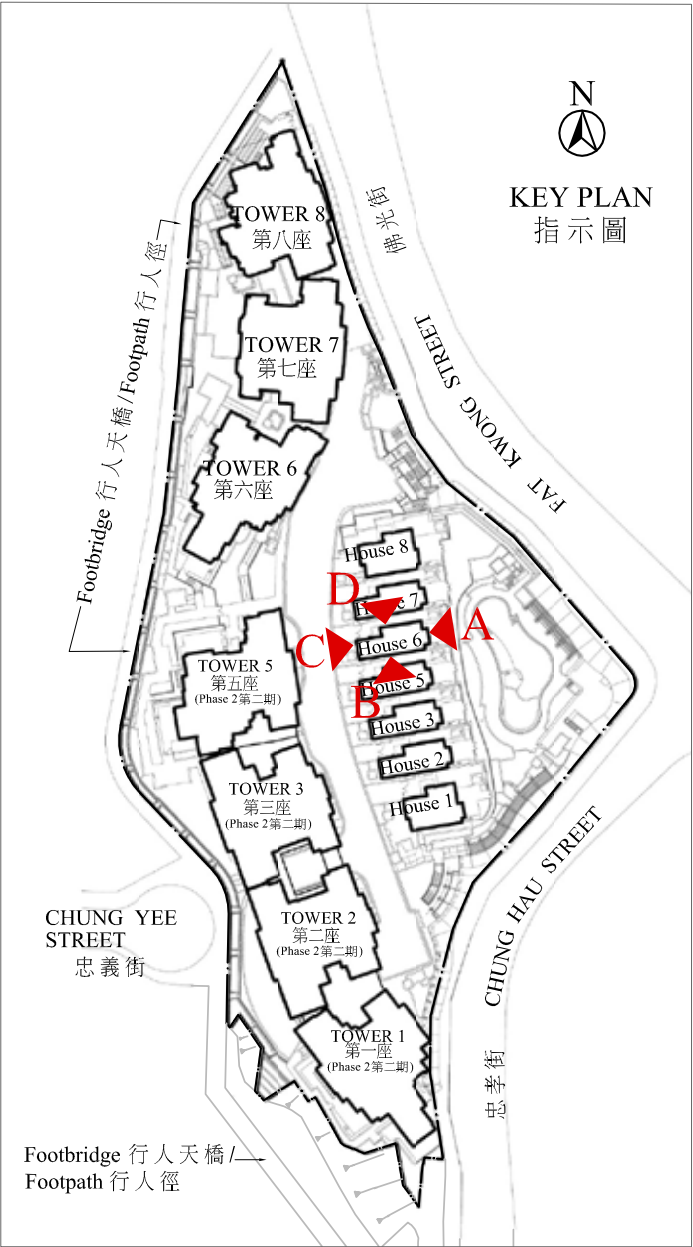 N
KEY PLAN
指示圖
佛光街
FAT KWONG STREET
Footbridge 行人天橋/Footpath 行人徑
TOWER 8
第八座
TOWER 7
第七座
TOWER 6
第六座
House 8
D
House 7
A
House 6
C
B
House 5
TOWER 5
第五座
(Phase 2第二期)
House 3
House 2
TOWER 3
第三座
(Phase 2第二期)
House 1
CHUNG HAU STREET
忠孝街
CHUNG YEE
STREET
忠義街
TOWER 2
第二座
(Phase 2第二期)
TOWER 1
第一座
(Phase 2第二期)
Footbridge 行人天橋/
Footpath 行人徑